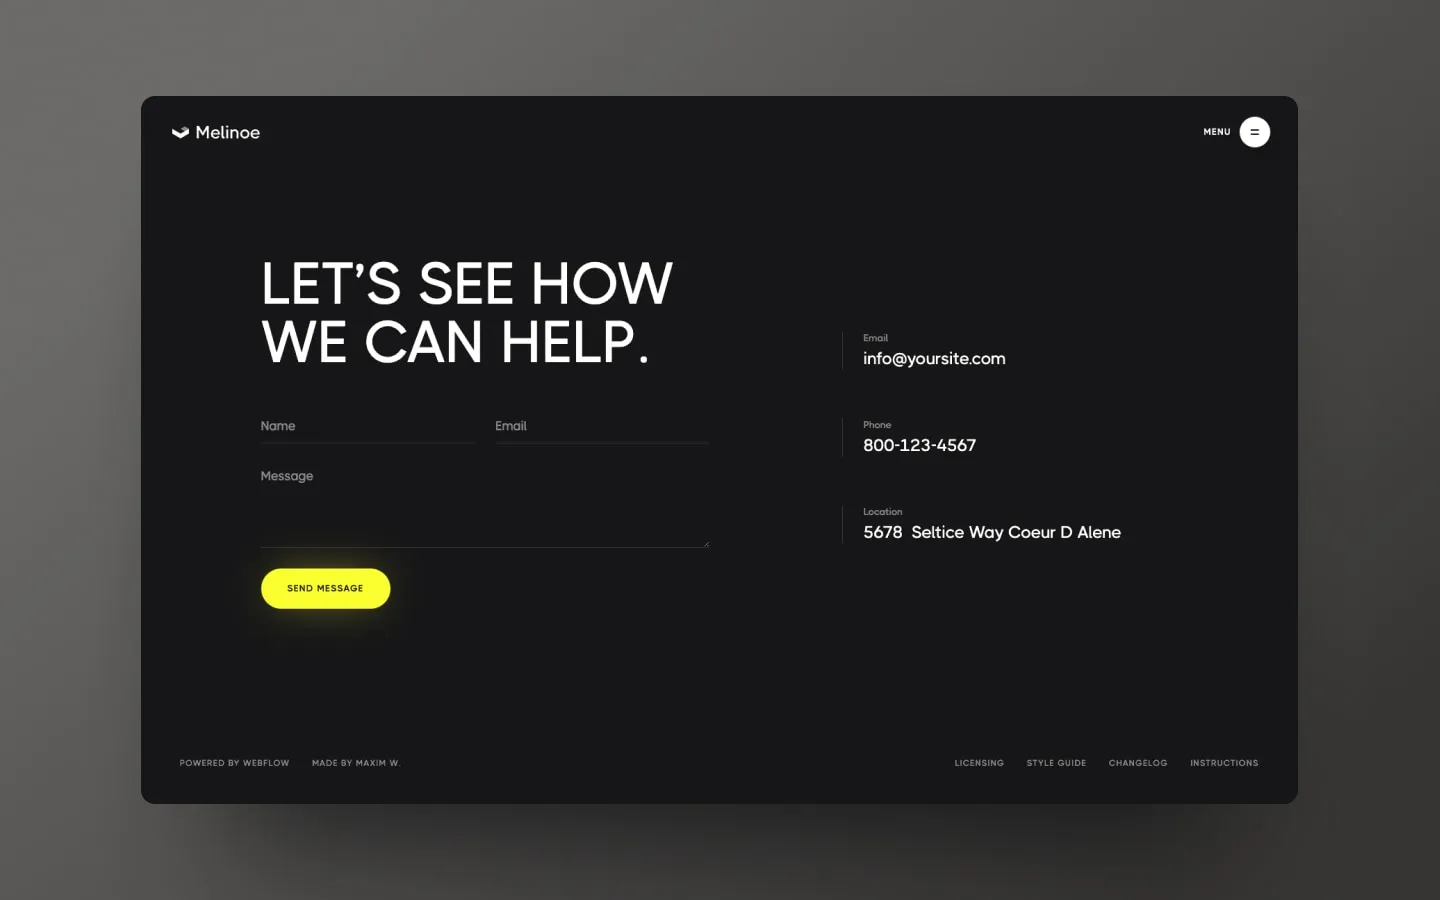 Melinoe
MENU
LET’S SEE HOW
WE CAN HELP.
Name
Email
Message
SEND MESSAGE
Email
info@yoursite.com
Phone
800-123-4567
Location
5678  Seltice Way Coeur D Alene
POWERED BY WEBFLOW
MADE BY MAXIM W.
LICENSING
STYLE GUIDE
CHANGELOG
INSTRUCTIONS